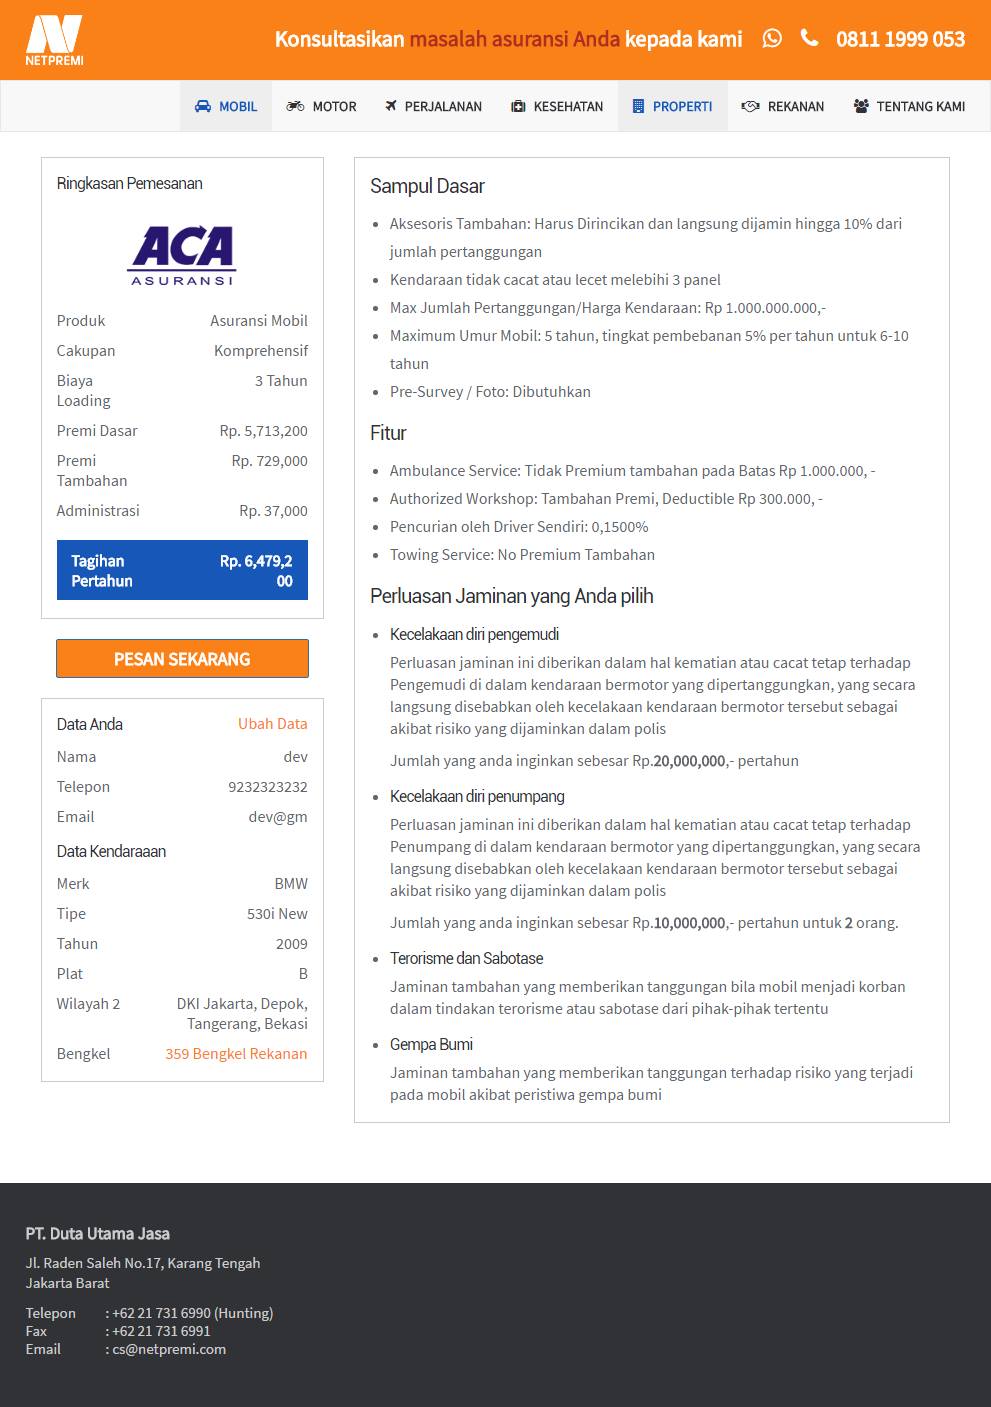 NETPREMI
Konsultasikan masalah asuransi Anda kepada kami 0811 1999 053
MOBIL MOTOR PERJALANAN KESEHATAN PROPERTI REKANAN TENTANG KAMI
Ringkasan Pemesanan
ACA
ASURANSI
Produk Asuransi Mobil
Cakupan Komprehensif
Biaya 3 Tahun
Loading
Premi Dasar Rp. 5,713,200
Premi Rp. 729,000
Tambahan
Administrasi Rp. 37,000
Tagihan Rp. 6,479,2
Pertahun 00
PESAN SEKARANG
Data Anda Ubah Data
Nama dev
Telepon 9232323232
Email dev@gm
Data Kendaraaan
Merk BMW
Tipe 530i New
Tahun 2009
Plat B
Wilayah 2 DKI Jakarta, Depok,
Tangerang, Bekasi
Bengkel 359 Bengkel Rekanan
Sampul Dasar
Aksesoris Tambahan: Harus Dirincikan dan langsung dijamin hingga 10% dari
jumlah pertanggungan
Kendaraan tidak cacat atau lecet melebihi 3 panel
Max Jumlah Pertanggungan/Harga Kendaraan: Rp 1.000.000.000,-
Maximum Umur Mobil: 5 tahun, tingkat pembebanan 5% per tahun untuk 6-10
tahun
Pre-Survey / Foto: Dibutuhkan
Fitur
Ambulance Service: Tidak Premium tambahan pada Batas Rp 1.000.000, -
Authorized Workshop: Tambahan Premi, Deductible Rp 300.000, -
Pencurian oleh Driver Sendiri: 0,1500%
Towing Service: No Premium Tambahan
Perluasan Jaminan yang Anda pilih
Kecelakaan diri pengemudi
Perluasan jaminan ini diberikan dalam hal kematian atau cacat tetap terhadap
Pengemudi di dalam kendaraan bermotor yang dipertanggungkan, yang secara
langsung disebabkan oleh kecelakaan kendaraan bermotor tersebut sebagai
akibat risiko yang dijaminkan dalam polis
Jumlah yang anda inginkan sebesar Rp.20,000,000,- pertahun
Kecelakaan diri penumpang
Perluasan jaminan ini diberikan dalam hal kematian atau cacat tetap terhadap
Penumpang di dalam kendaraan bermotor yang dipertanggungkan, yang secara
langsung disebabkan oleh kecelakaan kendaraan bermotor tersebut sebagai
akibat risiko yang dijaminkan dalam polis
Jumlah yang anda inginkan sebesar Rp.10,000,000,- pertahun untuk 2 orang.
Terorisme dan Sabotase
Jaminan tambahan yang memberikan tanggungan bila mobil menjadi korban
dalam tindakan terorisme atau sabotase dari pihak-pihak tertentu
Gempa Bumi
Jaminan tambahan yang memberikan tanggungan terhadap risiko yang terjadi
pada mobil akibat peristiwa gempa bumi
PT. Duta Utama Jasa
Jl. Raden Saleh No.17, Karang Tengah
Jakarta Barat
Telepon : +62 21 731 6990 (Hunting)
Fax : +62 21 731 6991
Email : cs@netpremi.com